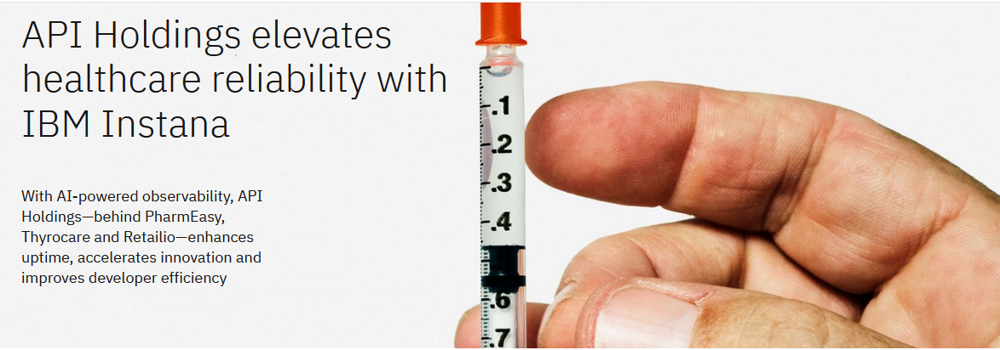 API Holdings elevates
healthcare reliability with
IBM Instana
With AI-powered observability, API
Holdings—behind PharmEasy,
Thyrocare and Retailio—enhances
uptime, accelerates innovation and
improves developer efficiency
.1
.2
.3
.4
.6
.7